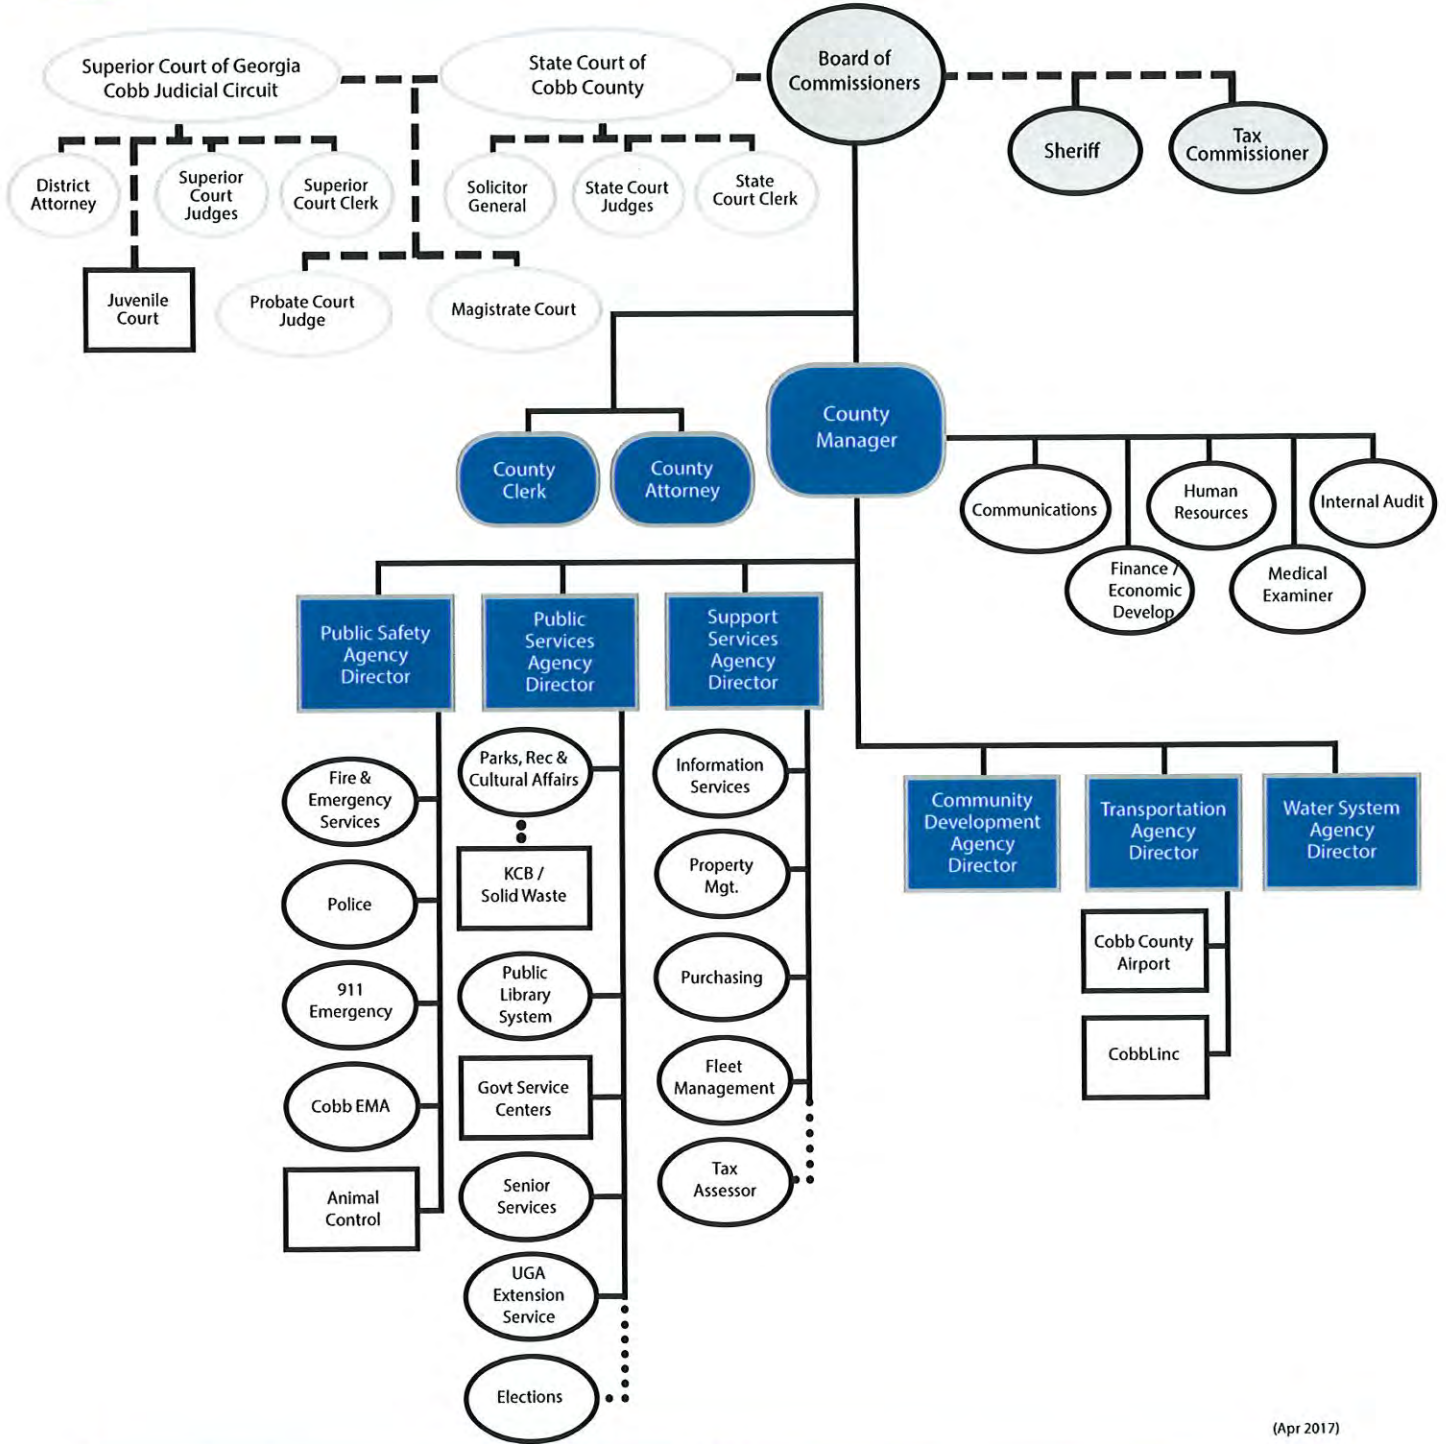 Superior Court of Georgia
Cobb Judicial Circuit
State Court of
Cobb County
Board of
Commissioners
Sheriff
Tax
Commissioner
District
Attorney
Superior
Court
Judges
Superior
Court Clerk
Solicitor
General
State Court
Judges
State
Court Clerk
Juvenile
Court
Probate Court
Judge
Magistrate Court
County
Manager
County
Clerk
County
Attorney
Communications
Finance /
Economic
Develop
Human
Resources
Medical
Examiner
Internal Audit
Public Safety
Agency
Director
Public
Services
Agency
Director
Support
Services
Agency
Director
Fire &
Emergency
Services
Police
911
Emergency
Cobb EMA
Animal
Control
Parks, Rec &
Cultural Affairs
KCB /
Solid Waste
Public
Library
System
Govt Service
Centers
Senior
Services
UGA
Extension
Service
Elections
Information
Services
Property
Mgt.
Purchasing
Fleet
Management
Tax
Assessor
Community
Development
Agency
Director
Transportation
Agency
Director
Water System
Agency
Director
Cobb County
Airport
CobbLinc
(Apr 2017)